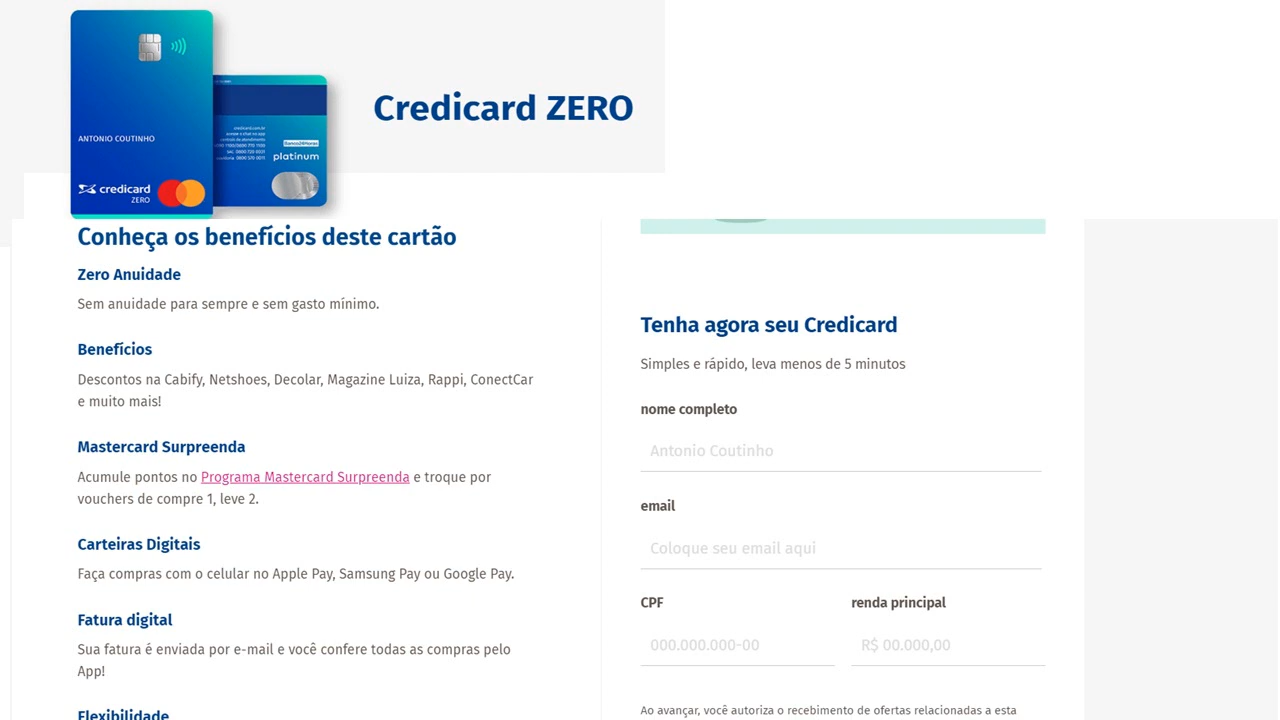 Credicard ZERO
ANTONIO COUTINHO
credicard
ZERO
credicard.com.br
Banco24Horas
platinum
Conheça os benefícios deste cartão
Zero Anuidade
Sem anuidade para sempre e sem gasto mínimo.
Benefícios
Descontos na Cabify, Netshoes, Decolar, Magazine Luiza, Rappi, ConectCar
e muito mais!
Mastercard Surpreenda
Acumule pontos no Programa Mastercard Surpreenda e troque por
vouchers de compre 1, leve 2.
Carteiras Digitais
Faça compras com o celular no Apple Pay, Samsung Pay ou Google Pay.
Fatura digital
Sua fatura é enviada por e-mail e você confere todas as compras pelo
App!
Flexibilidade
Tenha agora seu Credicard
Simples e rápido, leva menos de 5 minutos
nome completo
Antonio Coutinho
email
Coloque seu email aqui
CPF
renda principal
000.000.000-00
R$ 00.000,00
Ao avançar, você autoriza o recebimento de ofertas relacionadas a esta